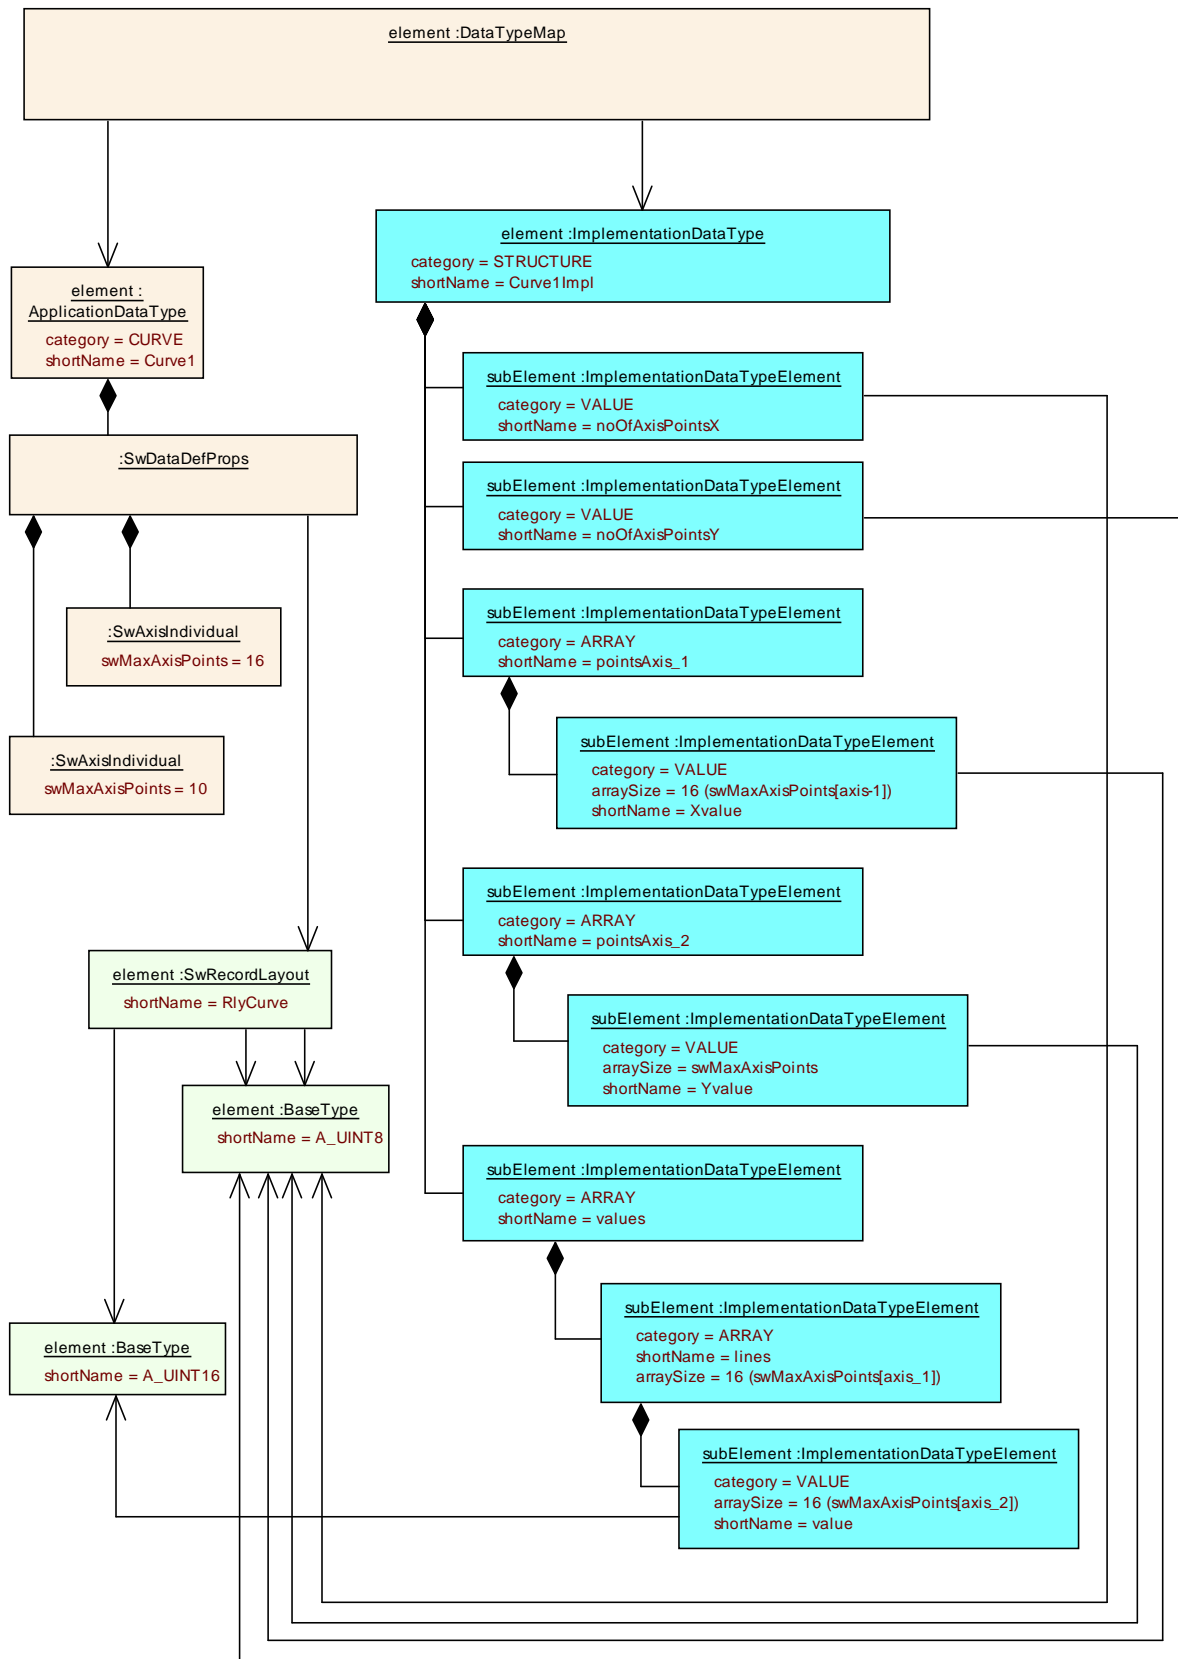 element :DataTypeMap
element :ImplementationDataType
category = STRUCTURE
shortName = Curve1Impl
element :
ApplicationDataType
category = CURVE
shortName = Curve1
subElement :ImplementationDataTypeElement
category = VALUE
shortName = noOfAxisPointsX
:SwDataDefProps
subElement :ImplementationDataTypeElement
category = VALUE
shortName = noOfAxisPointsY
subElement :ImplementationDataTypeElement
category = ARRAY
shortName = pointsAxis_1
:SwAxisIndividual
swMaxAxisPoints = 16
subElement :ImplementationDataTypeElement
category = VALUE
arraySize = 16 (swMaxAxisPoints[axis-1])
shortName = Xvalue
:SwAxisIndividual
swMaxAxisPoints = 10
subElement :ImplementationDataTypeElement
category = ARRAY
shortName = pointsAxis_2
element :SwRecordLayout
shortName = RlyCurve
subElement :ImplementationDataTypeElement
category = VALUE
arraySize = swMaxAxisPoints
shortName = Yvalue
element :BaseType
shortName = A_UINT8
subElement :ImplementationDataTypeElement
category = ARRAY
shortName = values
subElement :ImplementationDataTypeElement
category = ARRAY
shortName = lines
arraySize = 16 (swMaxAxisPoints[axis_1])
element :BaseType
shortName = A_UINT16
subElement :ImplementationDataTypeElement
category = VALUE
arraySize = 16 (swMaxAxisPoints[axis_2])
shortName = value